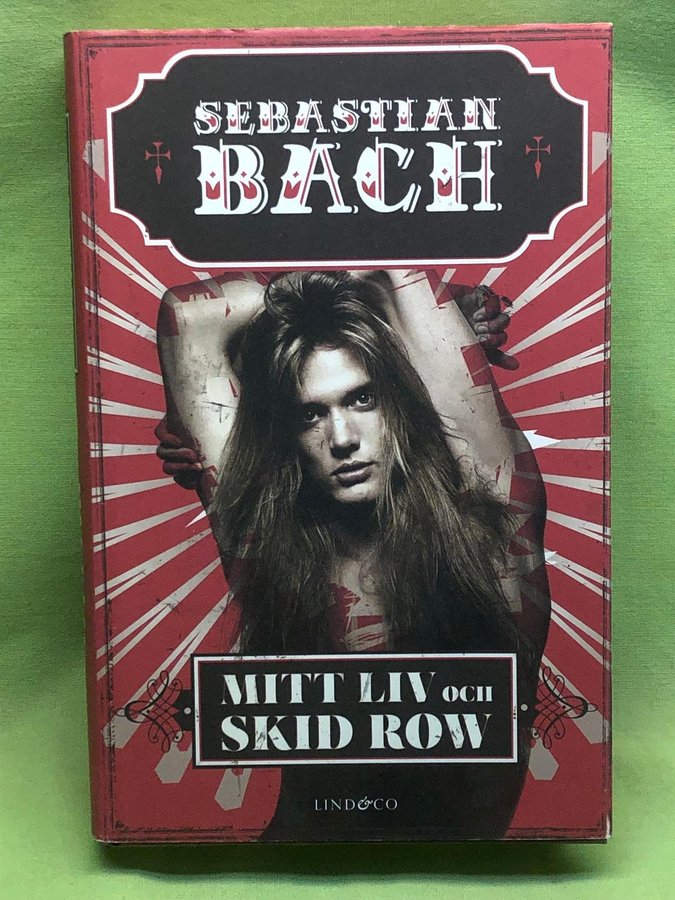 SEBASTIAN
BACH
MITT LIV OCH
SKID ROW
LIND&CO